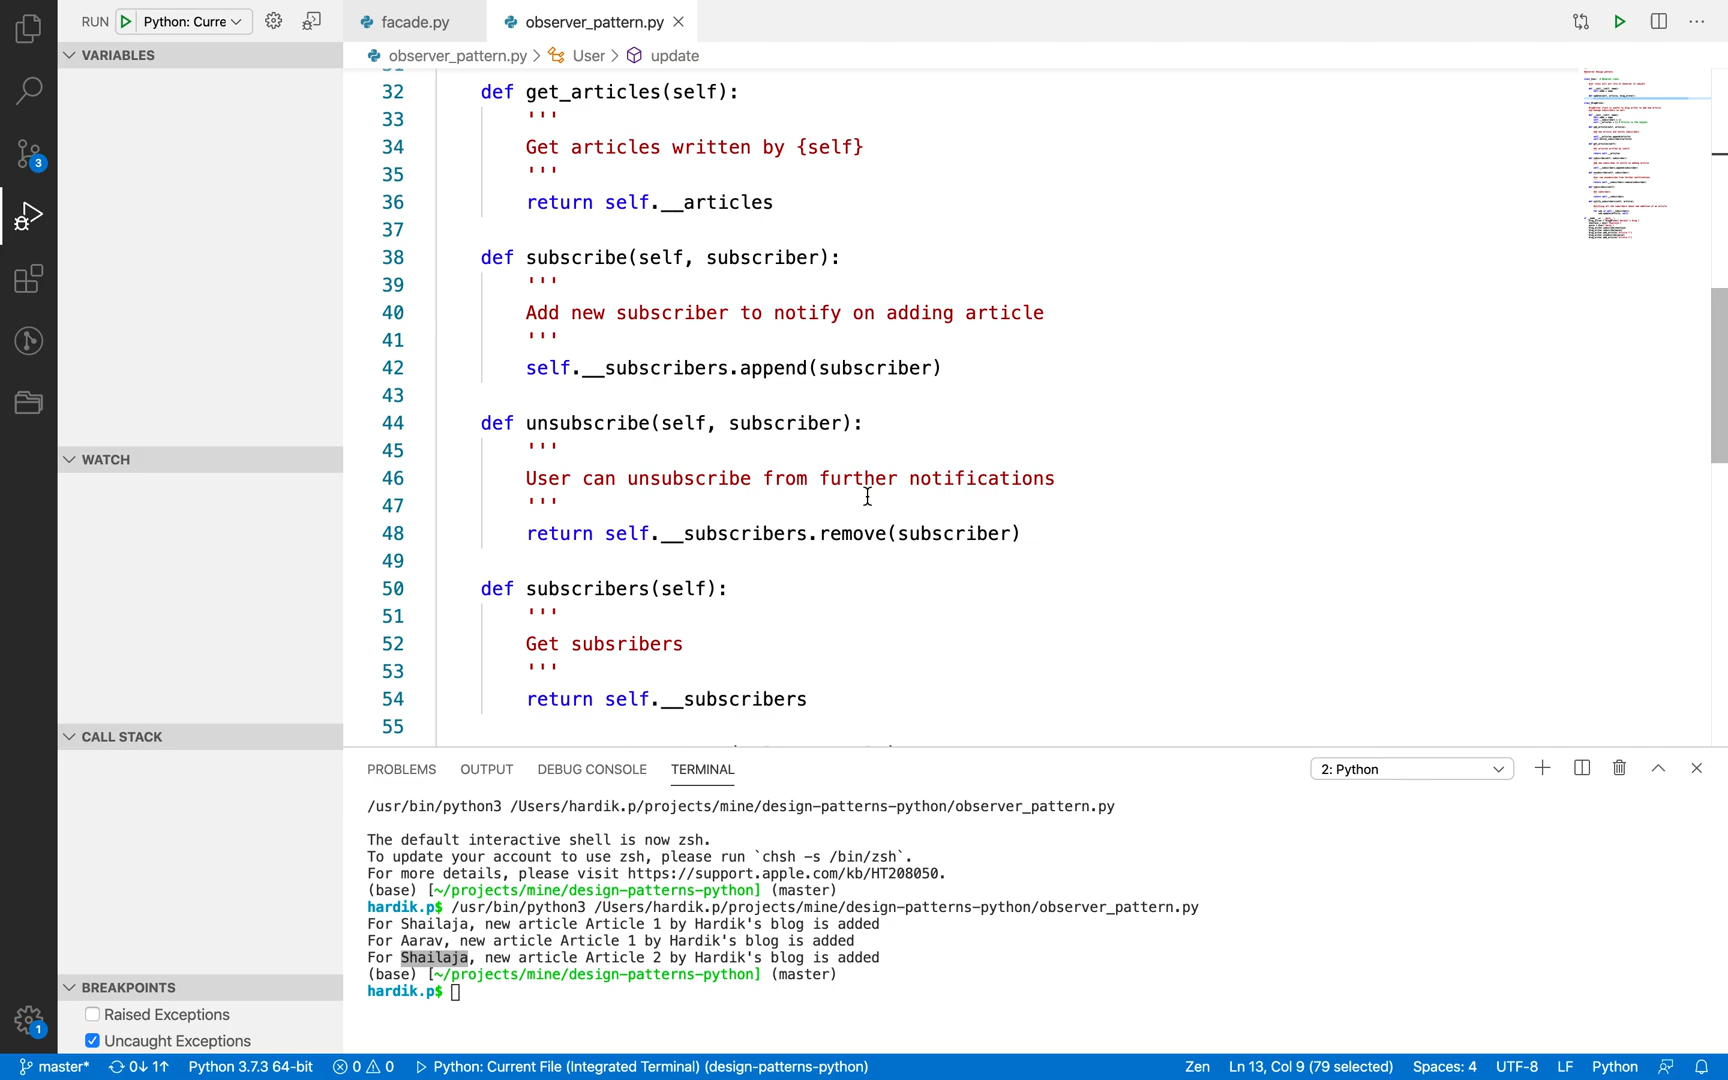 RUN Python: Curre
facade.py
observer_pattern.py
VARIABLES
observer_pattern.py > User > update
32 def get_articles(self):
33 '''
34 Get articles written by {self}
35 '''
36 return self.__articles
37
38 def subscribe(self, subscriber):
39 '''
40 Add new subscriber to notify on adding article
41 '''
42 self.__subscribers.append(subscriber)
43
44 def unsubscribe(self, subscriber):
45 '''
46 User can unsubscribe from further notifications
47 '''
48 return self.__subscribers.remove(subscriber)
49
50 def subscribers(self):
51 '''
52 Get subsribers
53 '''
54 return self.__subscribers
55
3
WATCH
CALL STACK
BREAKPOINTS
Raised Exceptions
Uncaught Exceptions
1
PROBLEMS OUTPUT DEBUG CONSOLE TERMINAL 2: Python
/usr/bin/python3 /Users/hardik.p/projects/mine/design-patterns-python/observer_pattern.py
The default interactive shell is now zsh.
To update your account to use zsh, please run `chsh -s /bin/zsh`.
For more details, please visit https://support.apple.com/kb/HT208050.
(base) [~/projects/mine/design-patterns-python] (master)
hardik.p$ /usr/bin/python3 /Users/hardik.p/projects/mine/design-patterns-python/observer_pattern.py
For Shailaja, new article Article 1 by Hardik's blog is added
For Aarav, new article Article 1 by Hardik's blog is added
For Shailaja, new article Article 2 by Hardik's blog is added
(base) [~/projects/mine/design-patterns-python] (master)
hardik.p$
master* 0↓ 1↑ Python 3.7.3 64-bit 0 0 Python: Current File (Integrated Terminal) (design-patterns-python) Zen Ln 13, Col 9 (79 selected) Spaces: 4 UTF-8 LF Python